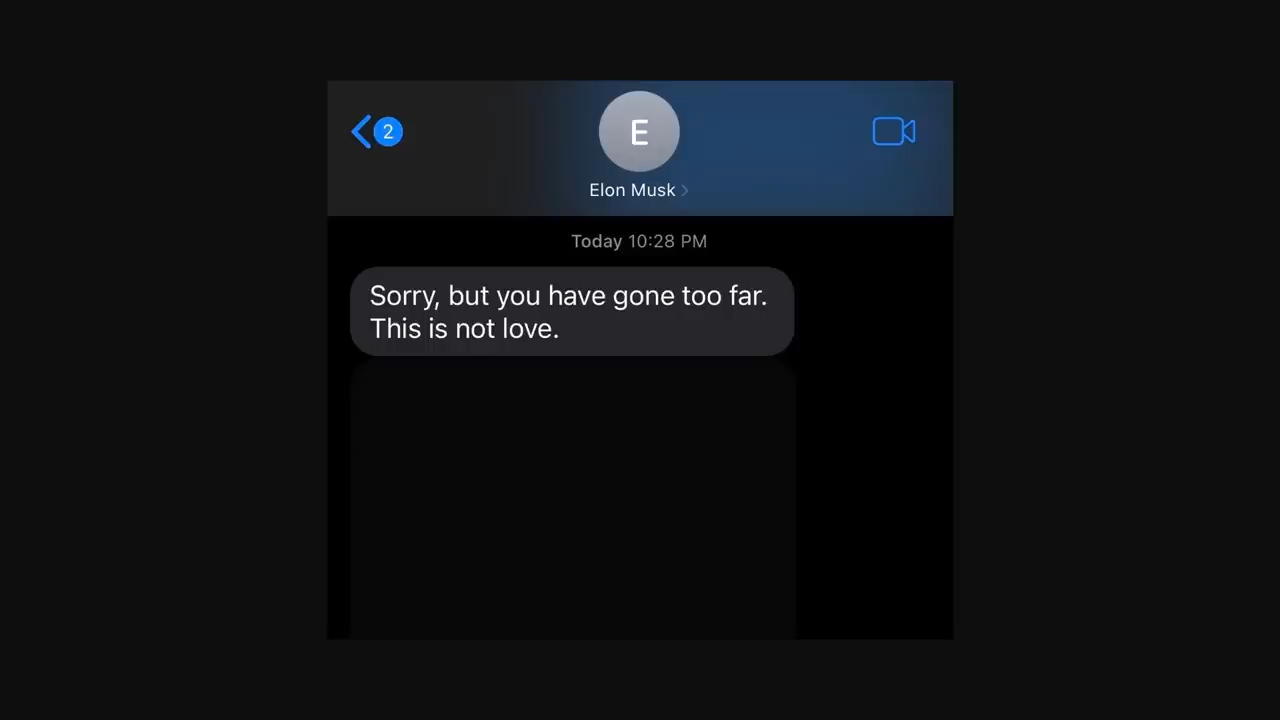 2
E
Elon Musk
Today 10:28 PM
Sorry, but you have gone too far.
This is not love.